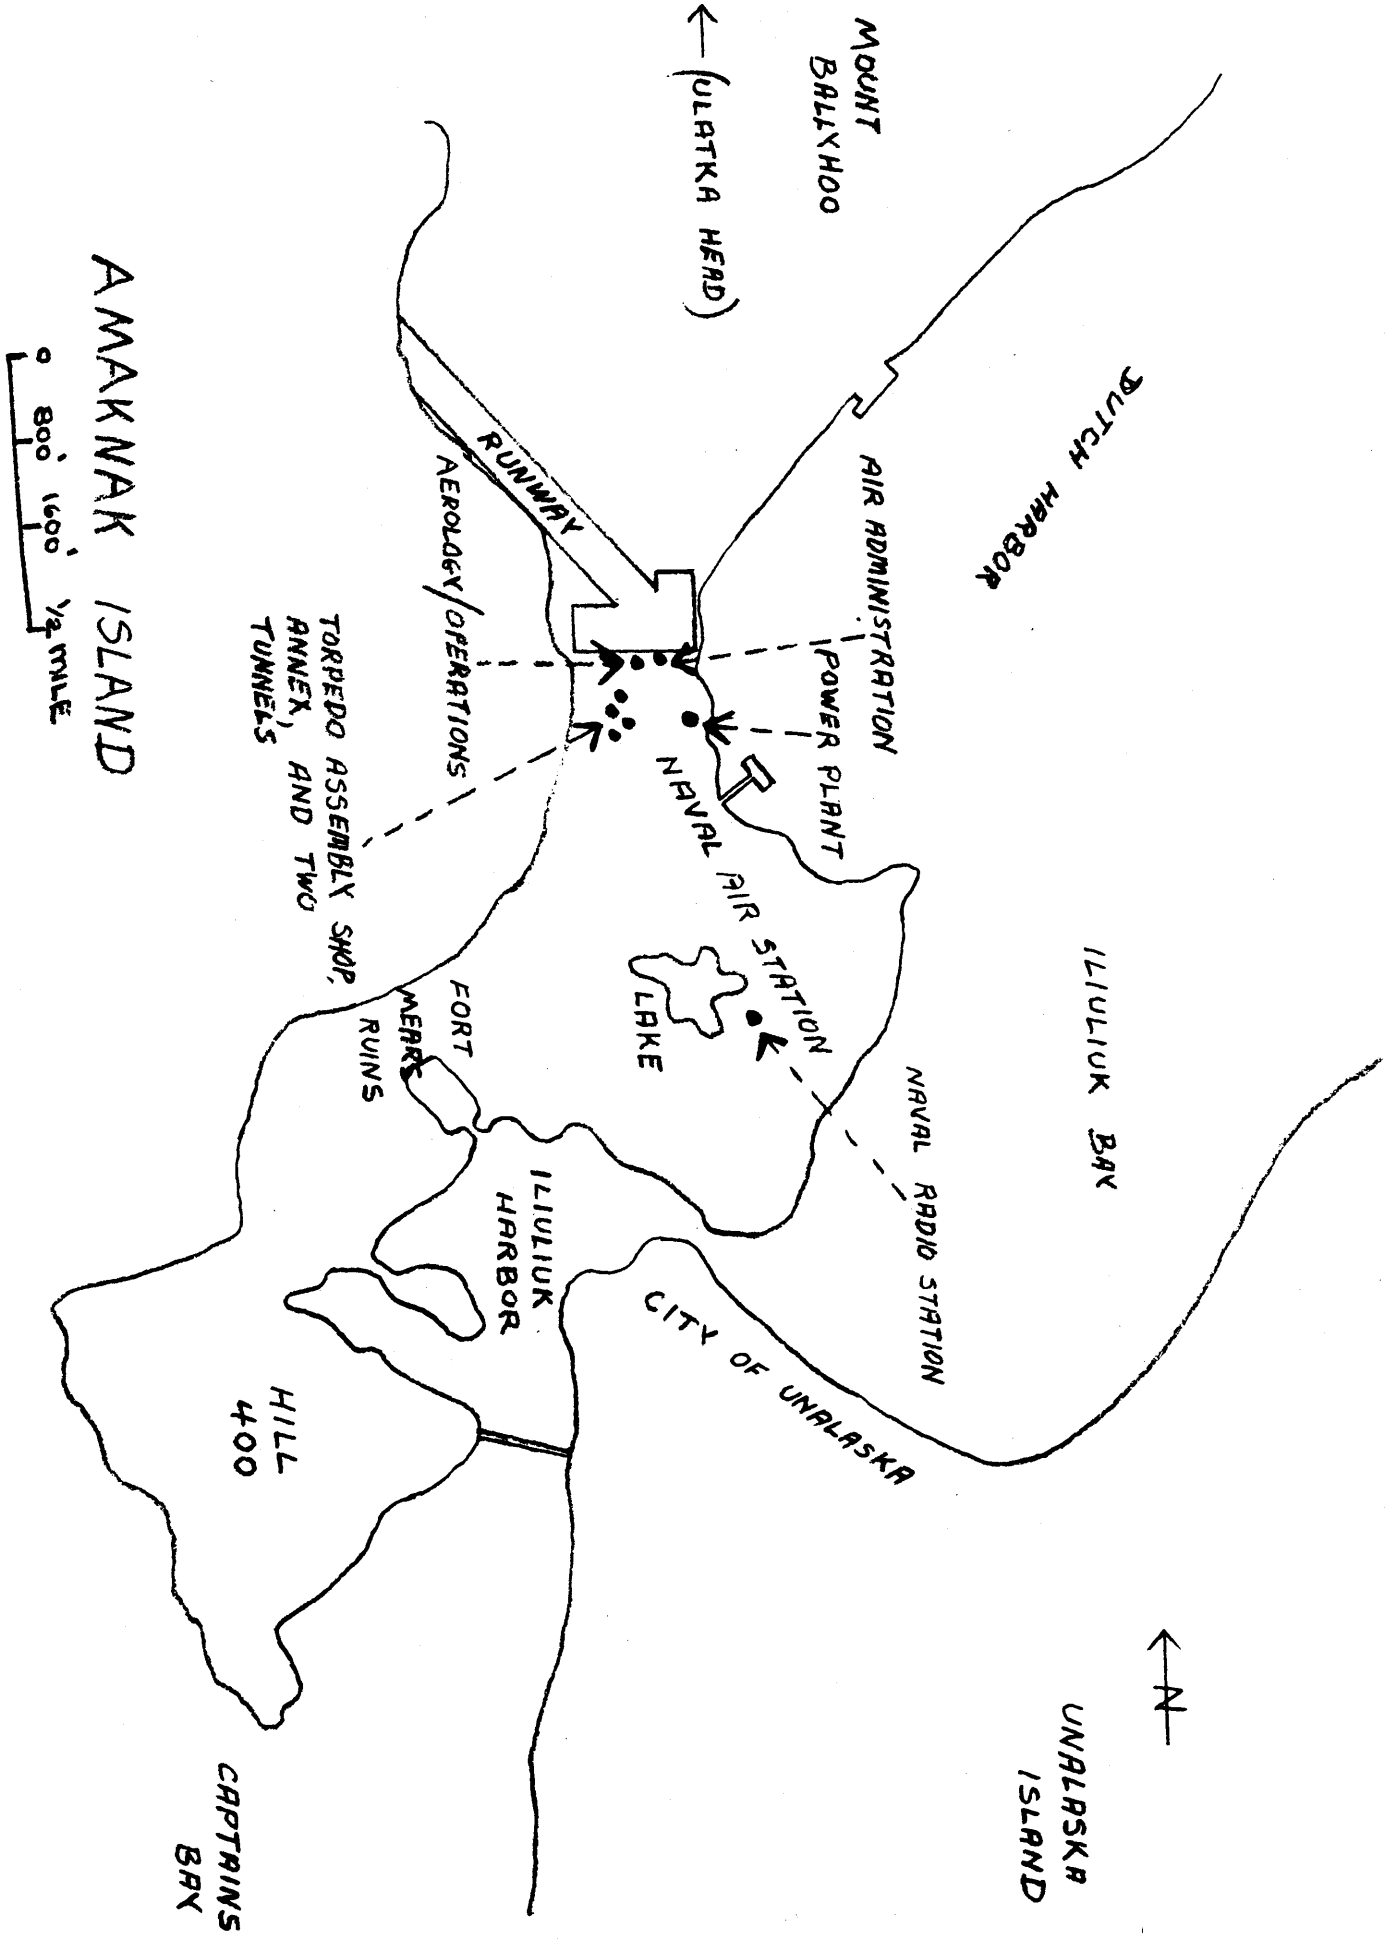 MOUNT
BALLYHOO
(ULATKA HEAD)
DUTCH HARBOR
AIR ADMINISTRATION
POWER PLANT
RUNWAY
AEROLOGY/OPERATIONS
TORPEDO ASSEMBLY SHOP,
ANNEX, AND TWO
TUNNELS
NAVAL AIR STATION
LAKE
NAVAL RADIO STATION
ILIULIUK BAY
FORT
MEARS
RUINS
ILIULIUK
HARBOR
CITY OF UNALASKA
HILL
400
N
UNALASKA
ISLAND
CAPTAINS
BAY
AMAKNAK ISLAND
0 800' 1600' 1/2 MILE